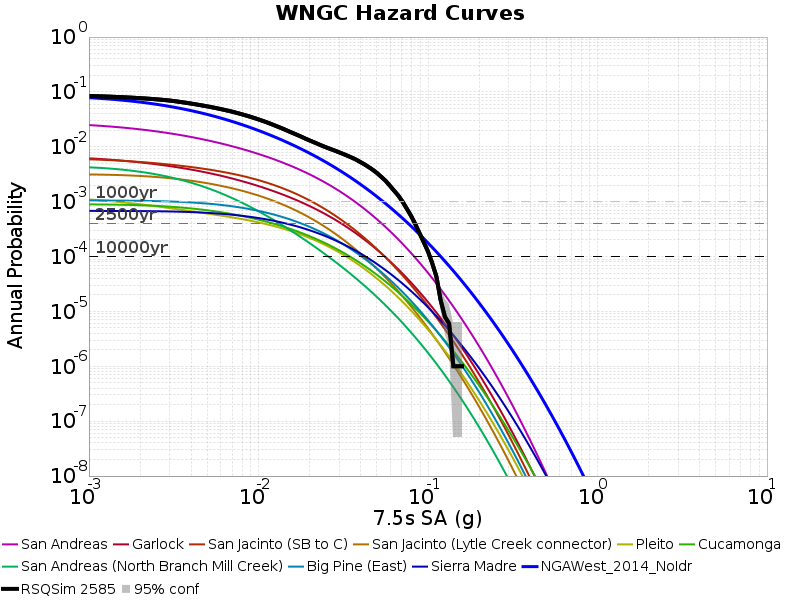 WNGC Hazard Curves
10^0
10^-1
10^-2
10^-3
10^-4
10^-5
10^-6
10^-7
10^-8
Annual Probability
1000yr
2500yr
10000yr
10^-3 10^-2 10^-1 10^0 10^1
7.5s SA (g)
San Andreas Garlock San Jacinto (SB to C) San Jacinto (Lytle Creek connector) Pleito Cucamonga
San Andreas (North Branch Mill Creek) Big Pine (East) Sierra Madre NGAWest_2014_NoIdr
RSQSim 2585 95% conf